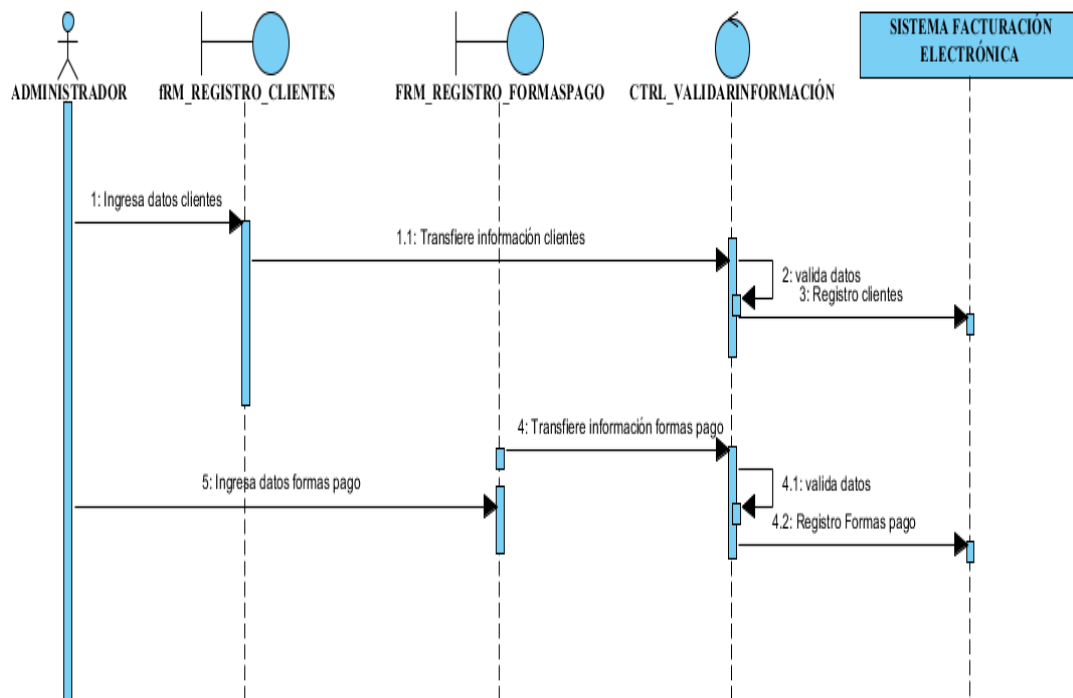 SISTEMA FACTURACIÓN
ELECTRÓNICA
ADMINISTRADOR
fRM_REGISTRO_CLIENTES
FRM_REGISTRO_FORMASPAGO
CTRL_VALIDARINFORMACIÓN
1: Ingresa datos clientes
1.1: Transfiere información clientes
2: valida datos
3: Registro clientes
4: Transfiere información formas pago
5: Ingresa datos formas pago
4.1: valida datos
4.2: Registro Formas pago